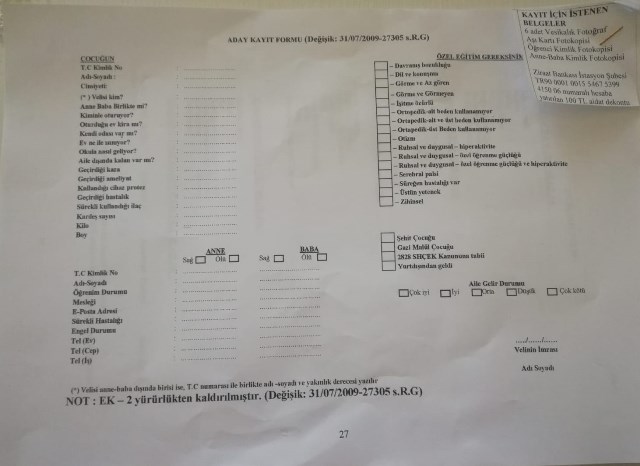 KAYIT İÇİN İSTENEN
BELGELER
6 adet Vesikalık Fotoğraf
Aşı Kartı Fotokopisi
Öğrenci Kimlik Fotokopisi
Anne-Baba Kimlik Fotokopisi
Ziraat Bankası İstasyon Şubesi
TR90 0001 0015 5467 5399
4150 06 numaralı hesaba
yatırılan 100 TL aidat dekontu
ADAY KAYIT FORMU (Değişik: 31/07/2009-27305 s.R.G)
ÇOCUĞUN
T.C Kimlik No
Adı-Soyadı :
Cinsiyeti
(*) Velisi kim?
Anne Baba Birlikte mi?
Kiminle oturuyor?
Oturduğu ev kira mı?
Kendi odası var mı?
Ev ne ile ısınıyor?
Okula nasıl geliyor?
Aile dışında kalan var mı?
Geçirdiği kaza
Geçirdiği ameliyat
Kullandığı cihaz protez
Geçirdiği hastalık
Sürekli kullandığı ilaç
Kardeş sayısı
Kilo
Boy
ÖZEL EĞİTİM GEREKSİNİM
– Davranış bozukluğu
– Dil ve konuşma
– Görme ve Az gören
– Görme ve Görmeyen
– İşitme özürlü
– Ortopedik-alt beden kullanamıyor
– Ortopedik-alt ve üst beden kullanamıyor
– Ortopedik-üst Beden kullanamıyor
– Otizm
– Ruhsal ve duygusal – hiperaktivite
– Ruhsal ve duygusal – özel öğrenme güçlüğü
– Ruhsal ve duygusal – özel öğrenme güçlüğü ve hiperaktivite
– Serebral palsi
– Süreğen hastalığı var
– Üstün yetenek
– Zihinsel
Şehit Çocuğu
Gazi Malül Çocuğu
2828 SHÇEK Kanununa tabii
Yurtdışından geldi
ANNE BABA
Sağ Ölü Sağ Ölü
T.C Kimlik No
Adı-Soyadı
Öğrenim Durumu
Mesleği
E-Posta Adresi
Sürekli Hastalığı
Engel Durumu
Tel (Ev)
Tel (Cep)
Tel (İş)
Aile Gelir Durumu
Çok iyi İyi Orta Düşük Çok kötü
..../..../....
Velinin İmzası
Adı Soyadı
(*) Velisi anne-baba dışında birisi ise, T.C numarası ile birlikte adı -soyadı ve yakınlık derecesi yazılır
NOT : EK – 2 yürürlükten kaldırılmıştır. (Değişik: 31/07/2009-27305 s.R.G)
27